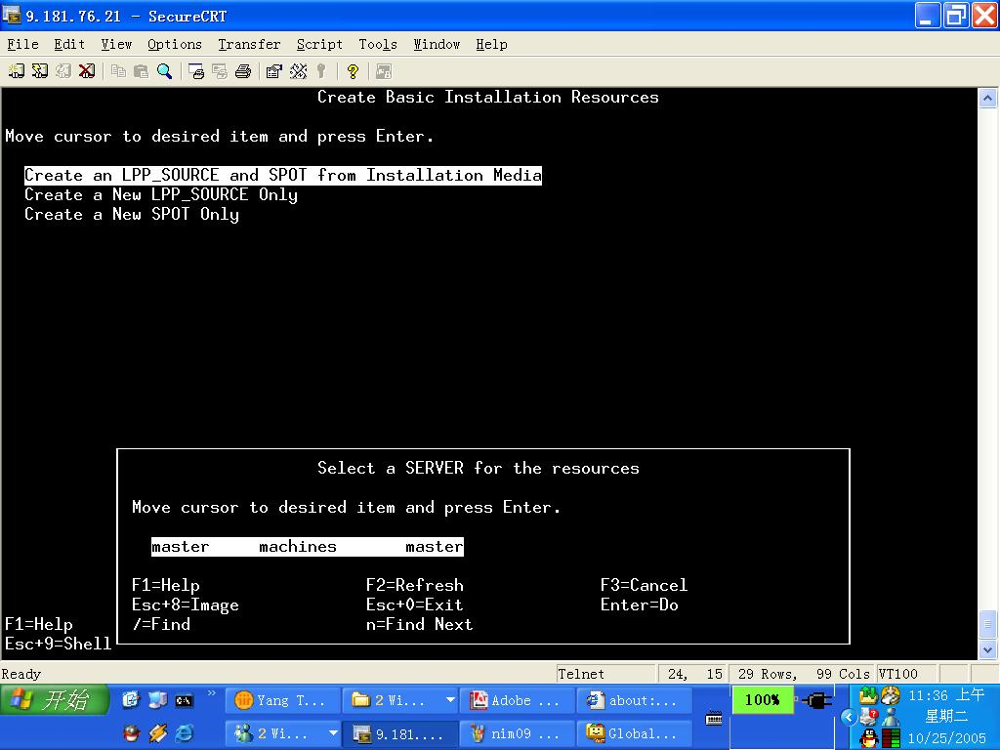 9.181.76.21 - SecureCRT
File Edit View Options Transfer Script Tools Window Help
Create Basic Installation Resources
Move cursor to desired item and press Enter.
Create an LPP_SOURCE and SPOT from Installation Media
Create a New LPP_SOURCE Only
Create a New SPOT Only
Select a SERVER for the resources
Move cursor to desired item and press Enter.
master machines master
F1=Help F2=Refresh F3=Cancel
Esc+8=Image Esc+0=Exit Enter=Do
F1=Help /=Find n=Find Next
Esc+9=Shell
Ready Telnet 24, 15 29 Rows, 99 Cols VT100
开始 Yang T... 2 Wi... Adobe ... about:... 100% 11:36 上午
星期二
2 Wi... 9.181.... nim09 ... Global... 10/25/2005